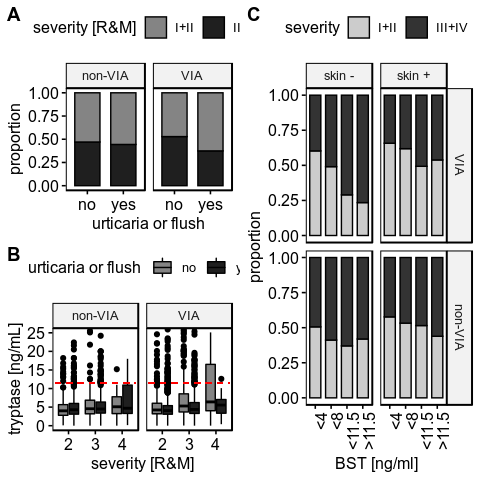 A
severity [R&M] I+II II
non-VIA VIA
proportion
1.00
0.75
0.50
0.25
0.00
no yes no yes
urticaria or flush
B
urticaria or flush no
non-VIA VIA
tryptase [ng/mL]
25
20
15
10
5
0
2 3 4 2 3 4
severity [R&M]
C
severity I+II III+IV
skin - skin +
proportion
1.00
0.75
0.50
0.25
0.00
VIA
1.00
0.75
0.50
0.25
0.00
non-VIA
<4 <8 <11.5 >11.5 <4 <8 <11.5 >11.5
BST [ng/ml]